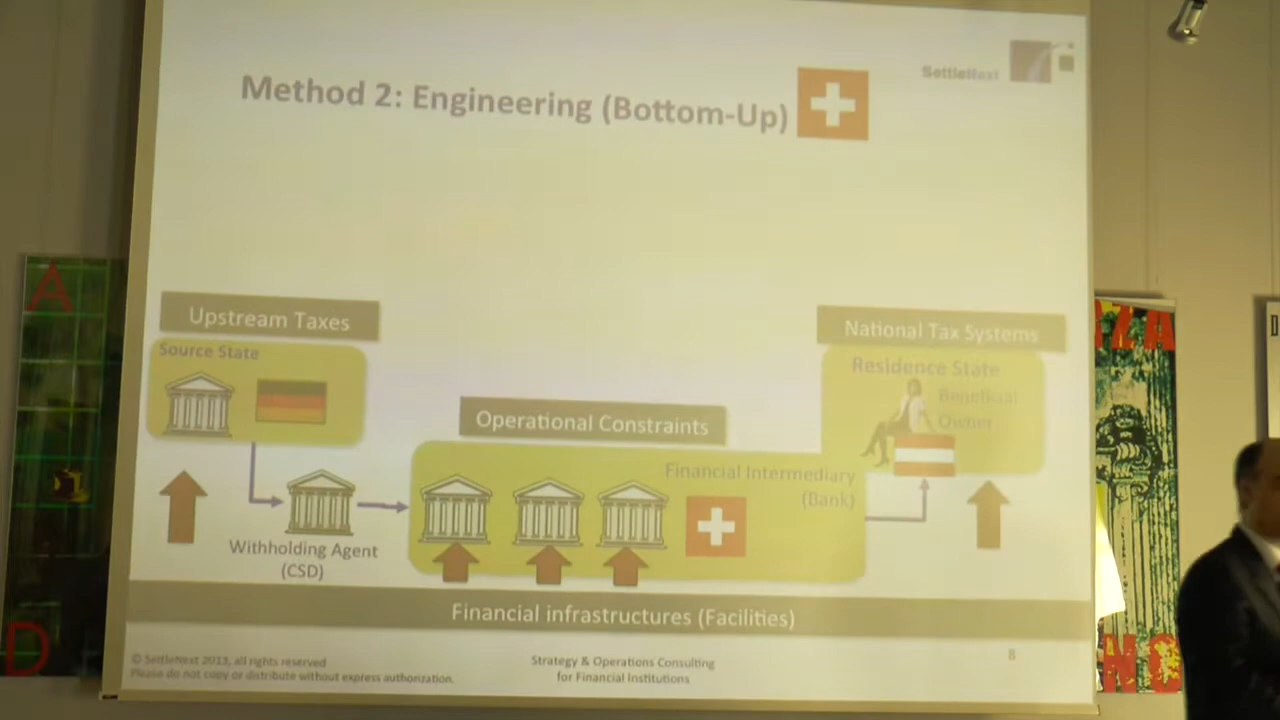 SettleNext
Method 2: Engineering (Bottom-Up)
Upstream Taxes
National Tax Systems
Source State
Residence State
Beneficial
Owner
Operational Constraints
Financial Intermediary
(Bank)
Withholding Agent
(CSD)
Financial infrastructures (Facilities)
© SettleNext 2013, all rights reserved
Please do not copy or distribute without express authorization.
Strategy & Operations Consulting
for Financial Institutions
8
A
D
ZA
NG